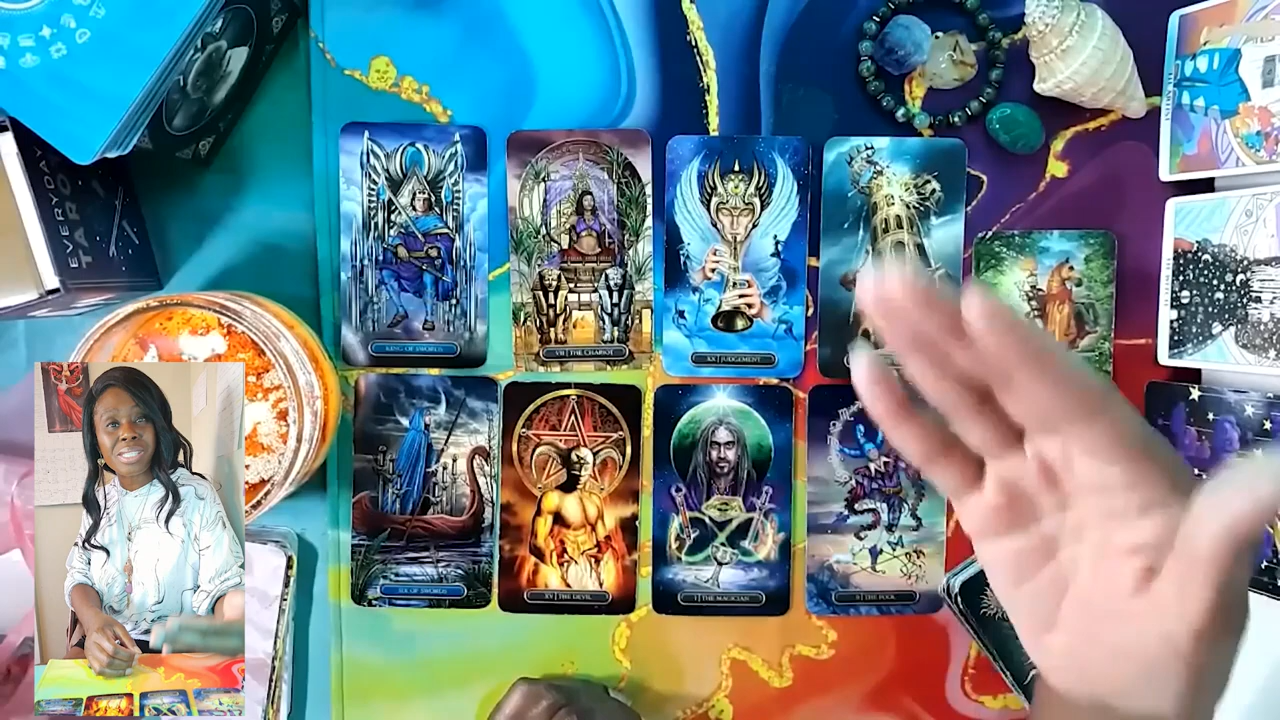 EVERYDAY
TAROT
KING OF SWORDS
VII | THE CHARIOT
XX | JUDGEMENT
SIX OF SWORDS
XV | THE DEVIL
I | THE MAGICIAN
0 | THE FOOL